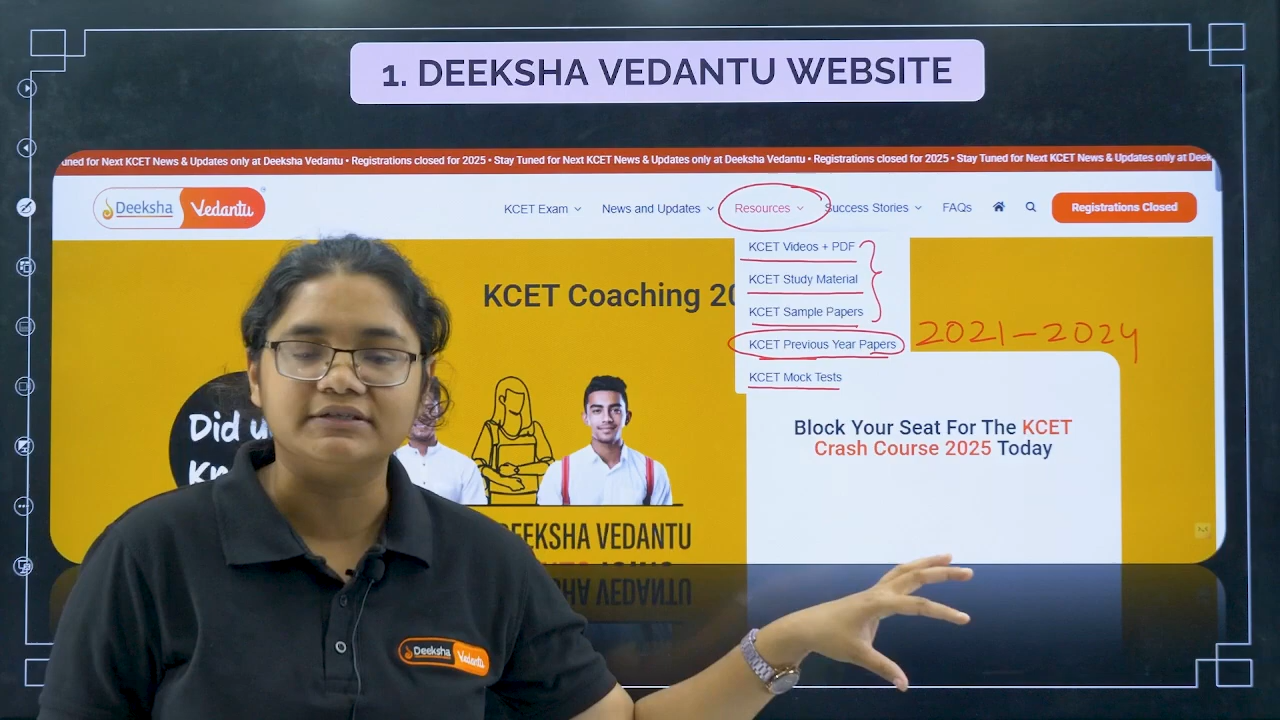 1. DEEKSHA VEDANTU WEBSITE
tuned for Next KCET News & Updates only at Deeksha Vedantu • Registrations closed for 2025 • Stay Tuned for Next KCET News & Updates only at Deeksha Vedantu • Registrations closed for 2025 • Stay Tuned for Next KCET News & Updates only at Deek
Deeksha Vedantu
KCET Exam News and Updates Resources Success Stories FAQs Registrations Closed
KCET Videos + PDF
KCET Study Material
KCET Coaching 20
KCET Sample Papers
KCET Previous Year Papers 2021-2024
KCET Mock Tests
Did u
Kn
Block Your Seat For The KCET
Crash Course 2025 Today
DEEKSHA VEDANTU
Deeksha Vedantu